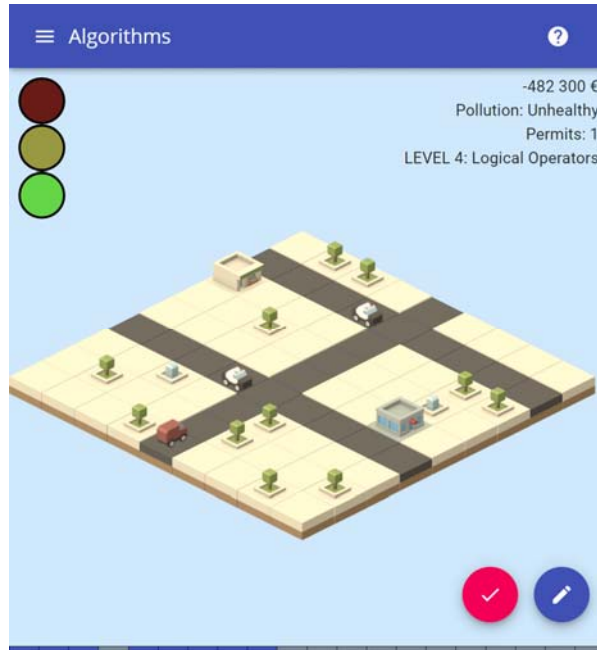 Algorithms
-482 300 €
Pollution: Unhealthy
Permits: 1
LEVEL 4: Logical Operators